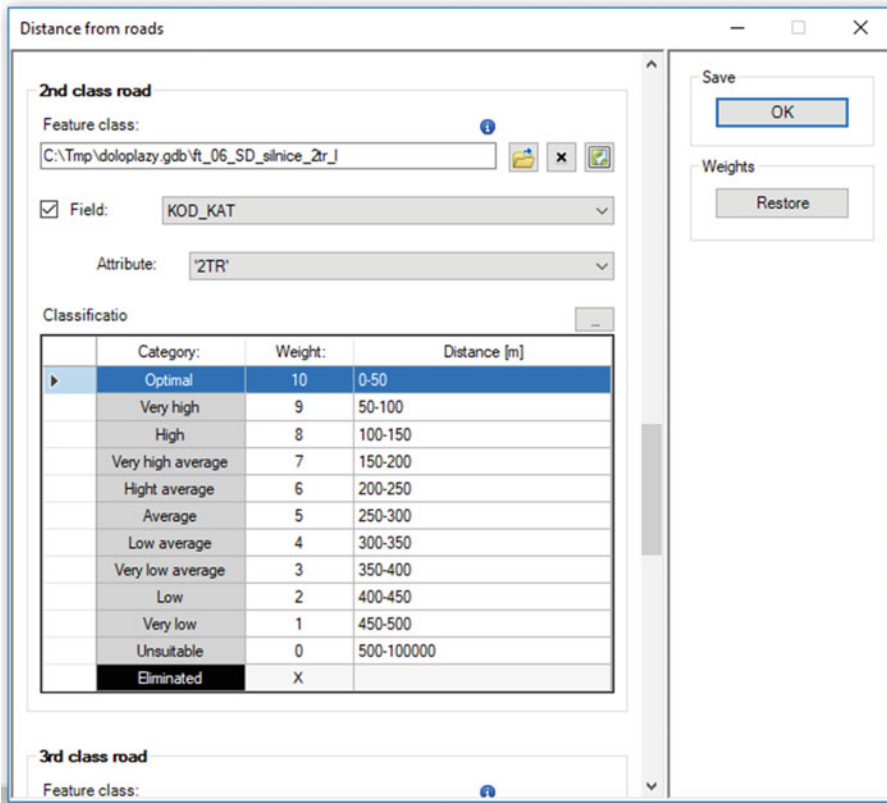 Distance from roads
2nd class road
Feature class:
C:\Tmp\doloplazy.gdb\ft_06_SD_silnice_2tr_l
Field: KOD_KAT
Attribute: '2TR'
Classificatio ...
Category: Weight: Distance [m]
Optimal 10 0-50
Very high 9 50-100
High 8 100-150
Very high average 7 150-200
Hight average 6 200-250
Average 5 250-300
Low average 4 300-350
Very low average 3 350-400
Low 2 400-450
Very low 1 450-500
Unsuitable 0 500-100000
Eliminated X
3rd class road
Feature class:
Save
OK
Weights
Restore